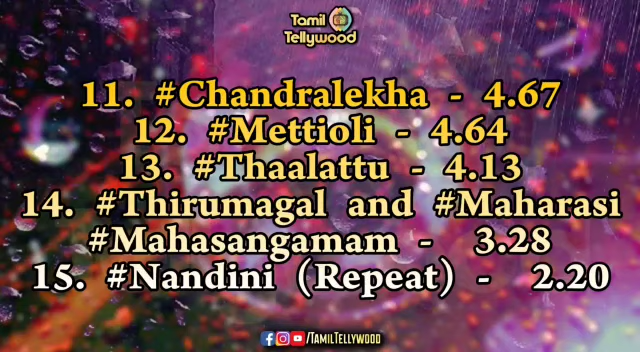 Tamil
Tellywood
11. #Chandralekha - 4.67
12. #Mettioli - 4.64
13. #Thaalattu - 4.13
14. #Thirumagal and #Maharasi
#Mahasangamam - 3.28
15. #Nandini (Repeat) - 2.20
/TamilTellywood